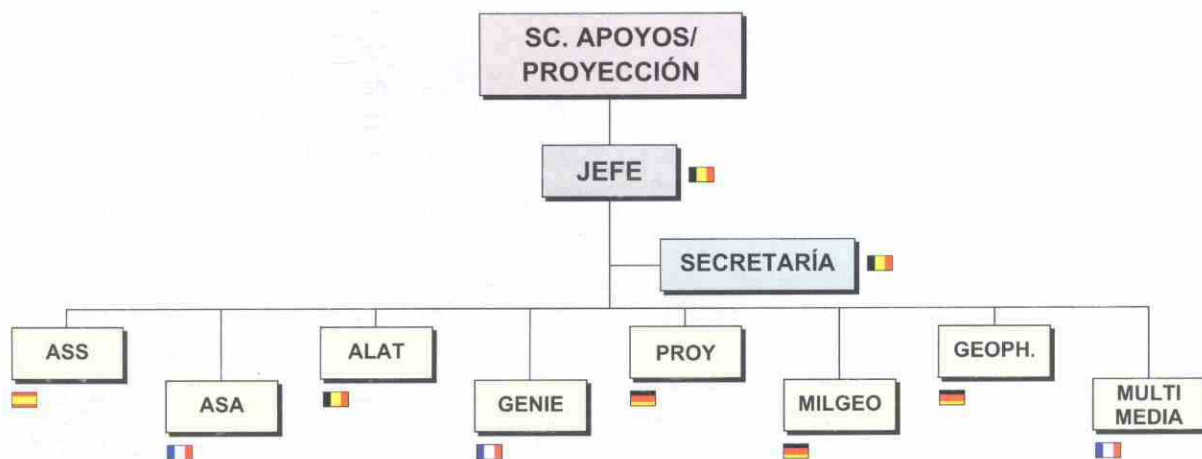 SC. APOYOS/
PROYECCIÓN
JEFE
SECRETARÍA
ASS
ASA
ALAT
GENIE
PROY
MILGEO
GEOPH.
MULTI
MEDIA